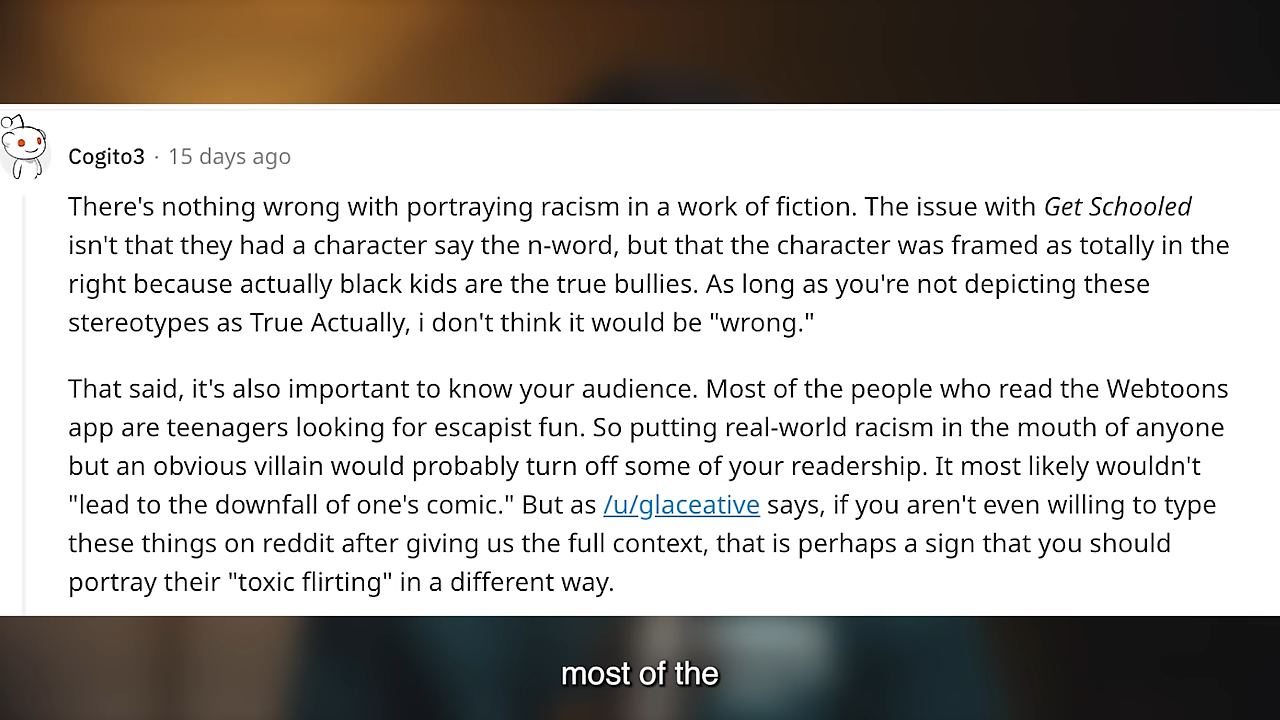 Cogito3 · 15 days ago
There's nothing wrong with portraying racism in a work of fiction. The issue with Get Schooled
isn't that they had a character say the n-word, but that the character was framed as totally in the
right because actually black kids are the true bullies. As long as you're not depicting these
stereotypes as True Actually, i don't think it would be "wrong."
That said, it's also important to know your audience. Most of the people who read the Webtoons
app are teenagers looking for escapist fun. So putting real-world racism in the mouth of anyone
but an obvious villain would probably turn off some of your readership. It most likely wouldn't
"lead to the downfall of one's comic." But as /u/glaceative says, if you aren't even willing to type
these things on reddit after giving us the full context, that is perhaps a sign that you should
portray their "toxic flirting" in a different way.
most of the